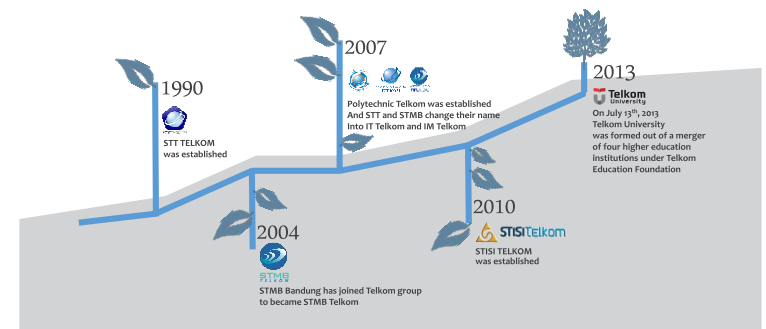 1990
STT TELKOM
was established
2004
STMB
TELKOM
STMB Bandung has joined Telkom group
to became STMB Telkom
2007
Polytechnic Telkom was established
And STT and STMB change their name
into IT Telkom and IM Telkom
2010
STISITelkom
STISI TELKOM
was established
2013
Telkom
University
On July 13th, 2013
Telkom University
was formed out of a merger
of four higher education
institutions under Telkom
Education Foundation